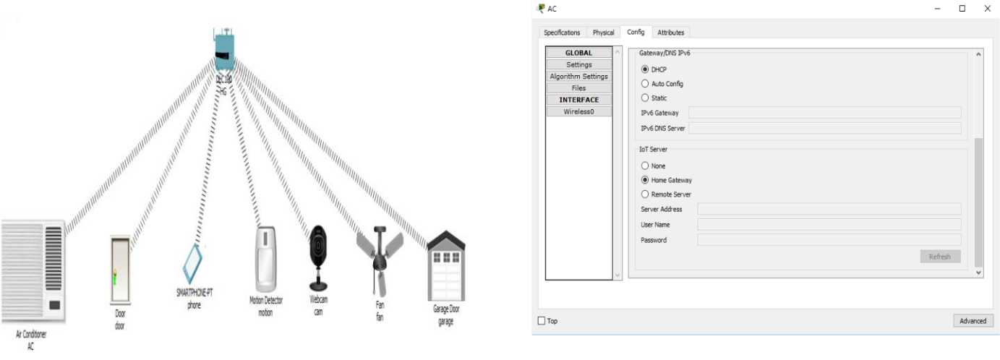 DLC 100
HG
Air Conditioner
AC
Door
door
SMARTPHONE-PT
phone
Motion Detector
motion
Webcam
cam
Fan
fan
Garage Door
garage
AC
Specifications Physical Config Attributes
GLOBAL
Settings
Algorithm Settings
Files
INTERFACE
Wireless0
Gateway/DNS IPv6
DHCP
Auto Config
Static
IPv6 Gateway
IPv6 DNS Server
IoT Server
None
Home Gateway
Remote Server
Server Address
User Name
Password
Refresh
Top
Advanced